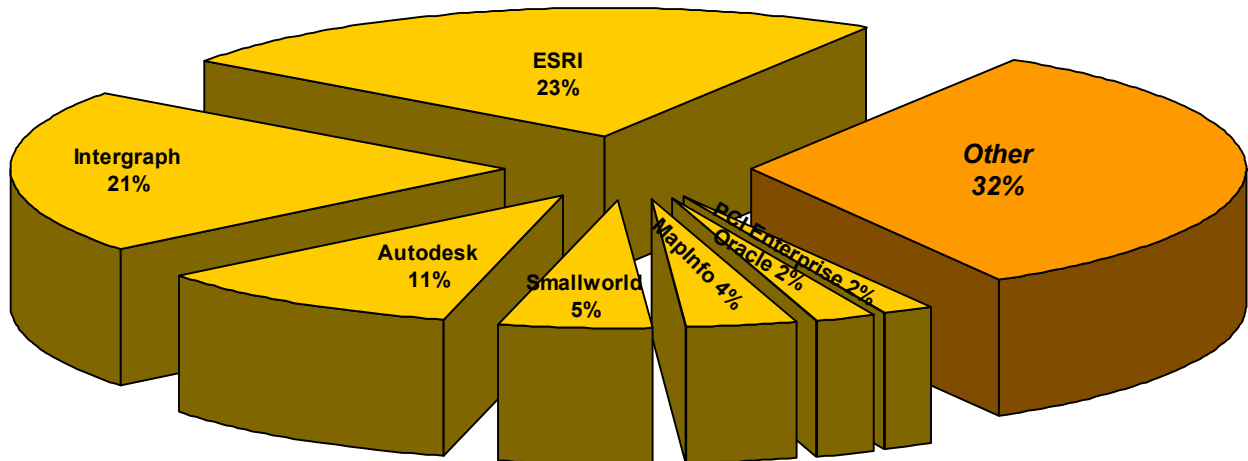 ESRI
23%
Other
32%
Intergraph
21%
Autodesk
11%
Smallworld
5%
MapInfo 4%
Oracle 2%
PCI Enterprise 2%